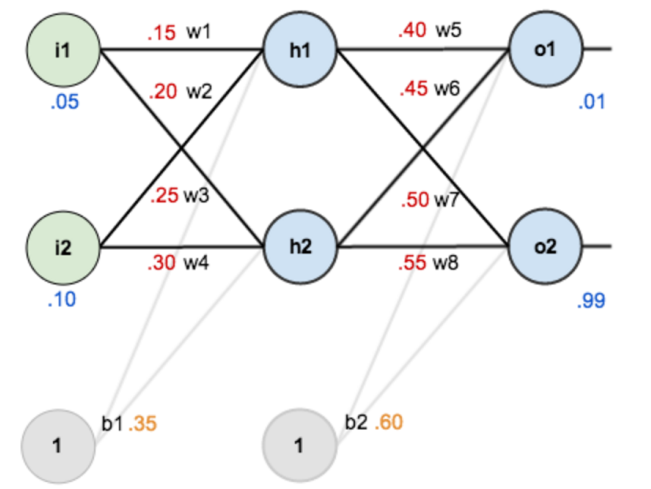 .15 w1
.40 w5
i1
h1
o1
.20 w2
.45 w6
.05
.01
.25 w3
.50 w7
i2
h2
o2
.30 w4
.55 w8
.10
.99
b1 .35
b2 .60
1
1